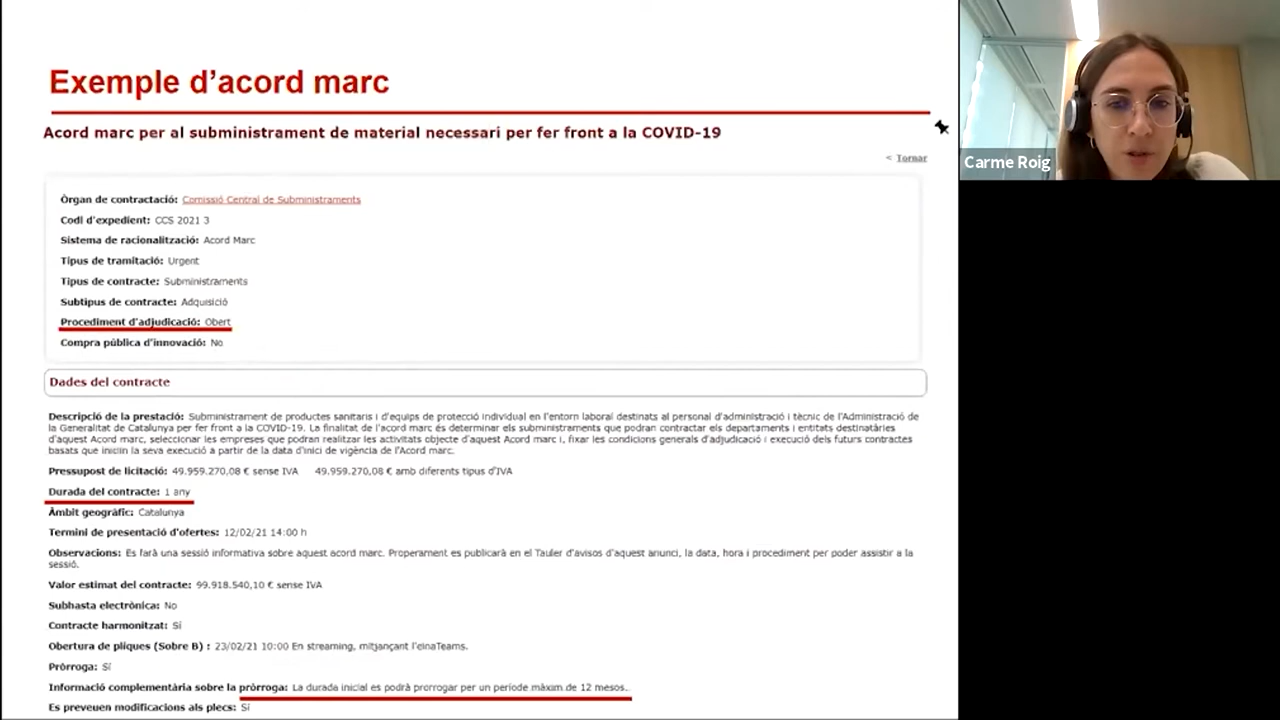 Exemple d'acord marc
Acord marc per al subministrament de material necessari per fer front a la COVID-19
< Tornar
Òrgan de contractació: Comissió Central de Subministraments
Codi d'expedient: CCS 2021 3
Sistema de racionalització: Acord Marc
Tipus de tramitació: Urgent
Tipus de contracte: Subministraments
Subtipus de contracte: Adquisició
Procediment d'adjudicació: Obert
Compra pública d'innovació: No
Dades del contracte
Descripció de la prestació: Subministrament de productes sanitaris i d'equips de protecció individual en l'entorn laboral destinats al personal d'administració i tècnic de l'Administració de
la Generalitat de Catalunya per fer front a la COVID-19. La finalitat de l'acord marc és determinar els subministraments que podran contractar els departaments i entitats destinatàries
d'aquest Acord marc, seleccionar les empreses que podran realitzar les activitats objecte d'aquest Acord marc i, fixar les condicions generals d'adjudicació i execució dels futurs contractes
basats que iniciïn la seva execució a partir de la data d'inici de vigència de l'Acord marc.
Pressupost de licitació: 49.959.270,08 € sense IVA 49.959.270,08 € amb diferents tipus d'IVA
Durada del contracte: 1 any
Àmbit geogràfic: Catalunya
Termini de presentació d'ofertes: 12/02/21 14:00 h
Observacions: Es farà una sessió informativa sobre aquest acord marc. Properament es publicarà en el Tauler d'avisos d'aquest anunci, la data, hora i procediment per poder assistir a la
sessió.
Valor estimat del contracte: 99.918.540,10 € sense IVA
Subhasta electrònica: No
Contracte harmonitzat: Sí
Obertura de pliques (Sobre B) : 23/02/21 10:00 En streaming, mitjançant l'einaTeams.
Pròrroga: Sí
Informació complementària sobre la pròrroga: La durada inicial es podrà prorrogar per un període màxim de 12 mesos.
Es preveuen modificacions als plecs: Sí
Carme Roig